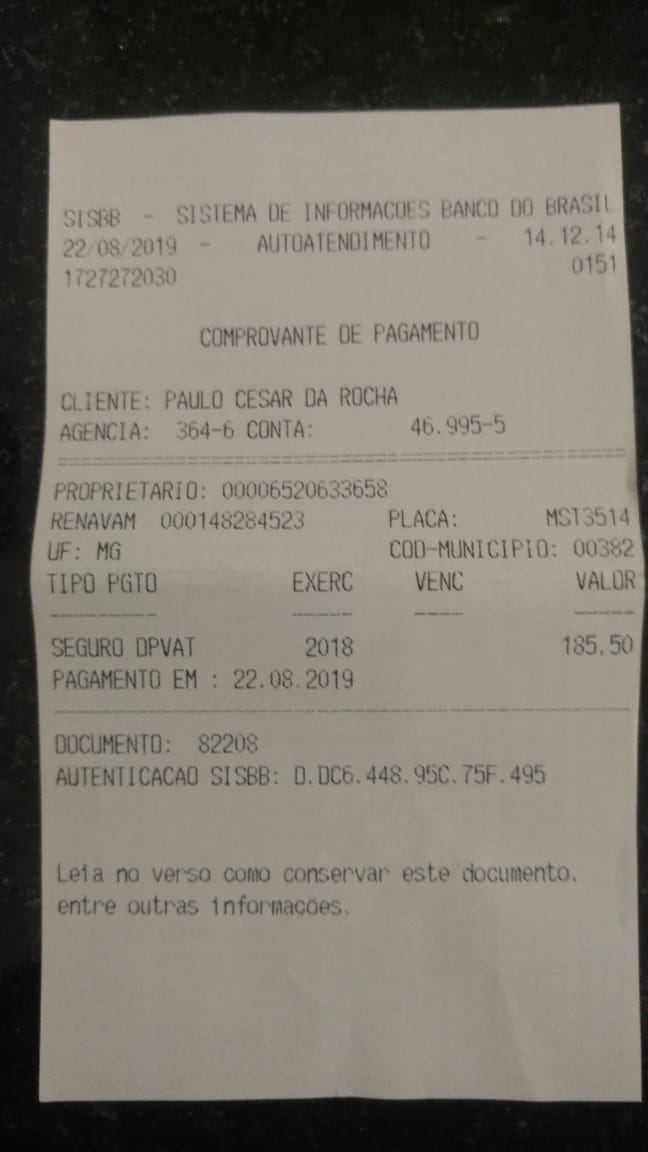 SISBB - SISTEMA DE INFORMACOES BANCO DO BRASIL
22/08/2019 - AUTOATENDIMENTO - 14.12.14
1727272030 0151
COMPROVANTE DE PAGAMENTO
CLIENTE: PAULO CESAR DA ROCHA
AGENCIA: 364-6 CONTA: 46.995-5
PROPRIETARIO: 00006520633658
RENAVAM 000148284523 PLACA: MST3514
UF: MG COD-MUNICIPIO: 00382
TIPO PGTO EXERC VENC VALOR
SEGURO DPVAT 2018 185,50
PAGAMENTO EM : 22.08.2019
DOCUMENTO: 82208
AUTENTICACAO SISBB: D.DC6.448.95C.75F.495
Leia no verso como conservar este documento,
entre outras informações.